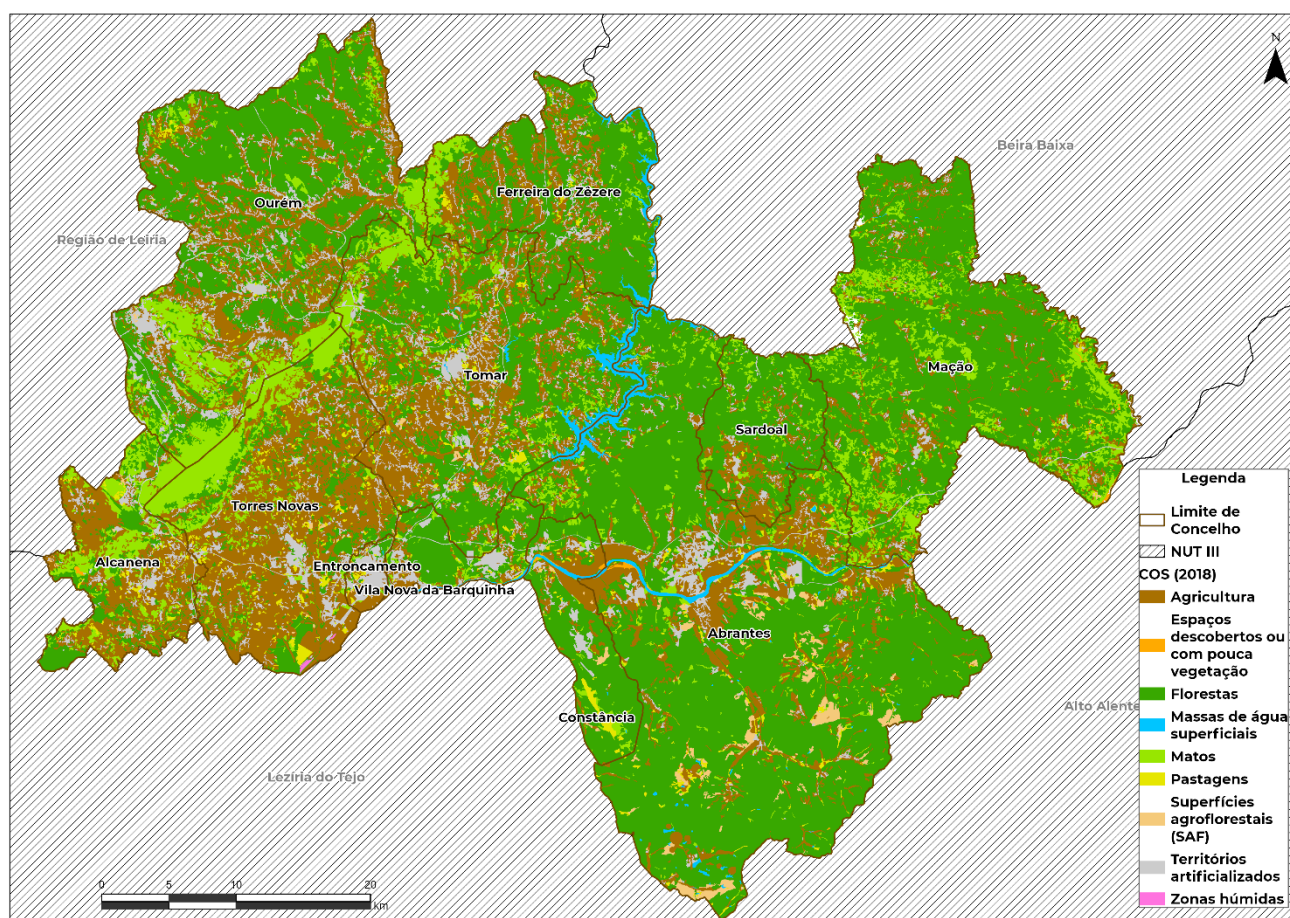 N
Beira Baixa
Ferreira do Zêzere
Ourém
Região de Leiria
Mação
Tomar
Sardoal
Torres Novas
Alcanena
Entroncamento
Vila Nova da Barquinha
Abrantes
Constância
Alto Alente
Lezíria do Tejo
Legenda
Limite de
Concelho
NUT III
COS (2018)
Agricultura
Espaços
descobertos ou
com pouca
vegetação
Florestas
Massas de água
superficiais
Matos
Pastagens
Superfícies
agroflorestais
(SAF)
Territórios
artificializados
Zonas húmidas
0 5 10 20
km